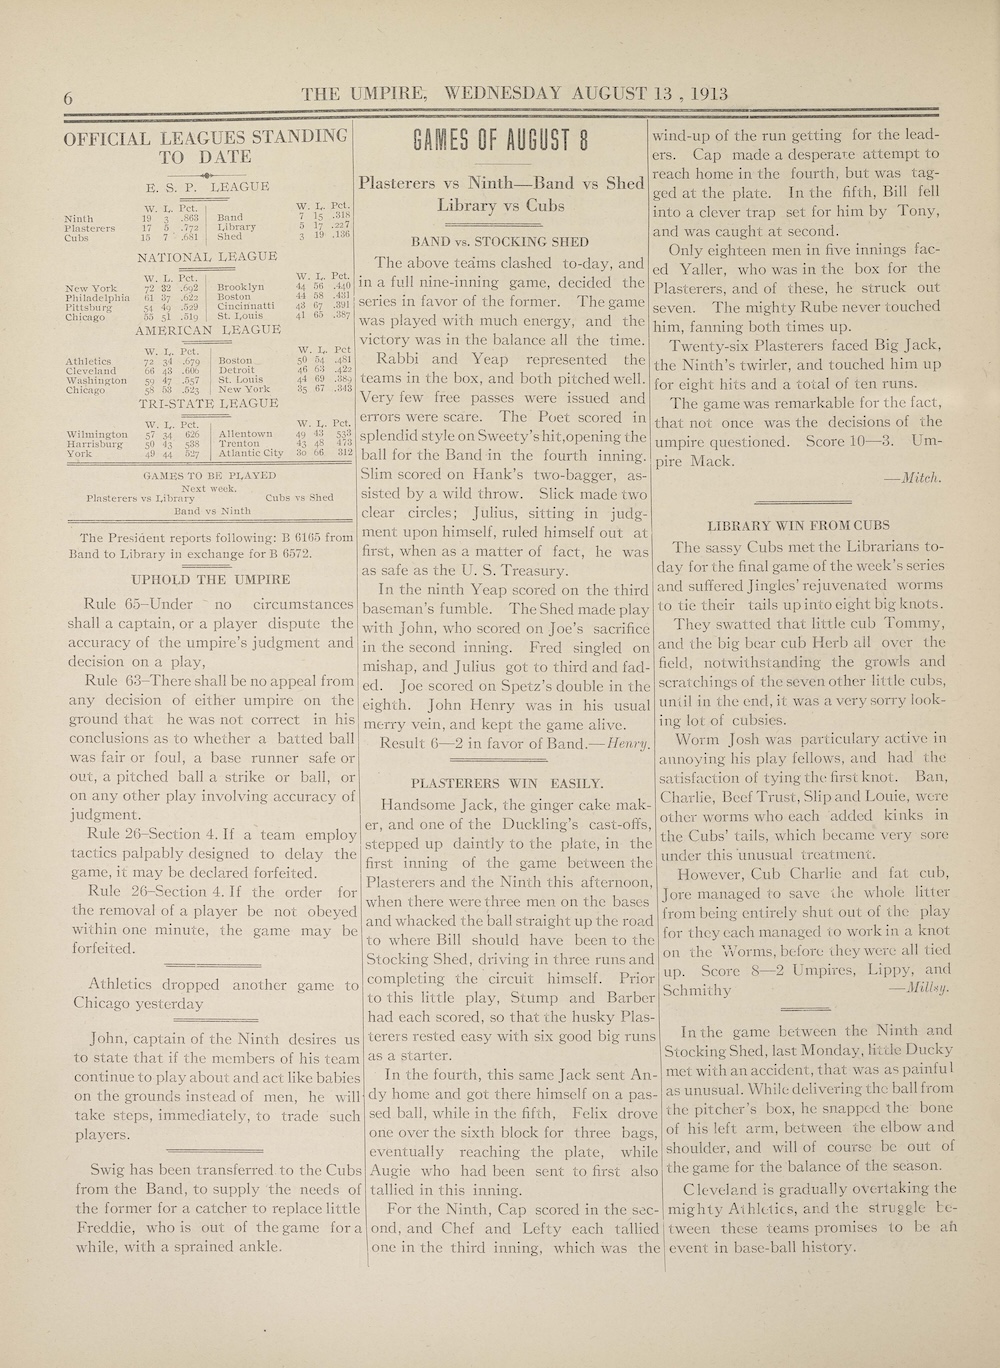 6
THE UMPIRE, WEDNESDAY AUGUST 13 , 1913
OFFICIAL LEAGUES STANDING
TO DATE
E. S. P. LEAGUE
W. L. Pct. W. L. Pct.
Ninth 19 3 .863 Band 7 15 .318
Plasterers 17 5 .772 Library 5 17 .227
Cubs 15 7 .681 Shed 3 19 .136
NATIONAL LEAGUE
W. L. Pct. W. L. Pct.
New York 72 32 .692 Brooklyn 44 56 .440
Philadelphia 61 37 .622 Boston 44 58 .431
Pittsburg 54 49 .529 Cincinnatti 43 67 .391
Chicago 55 51 .519 St. Louis 41 65 .387
AMERICAN LEAGUE
W. L. Pct. W. L. Pct
Athletics 72 34 .679 Boston 50 54 .481
Cleveland 66 43 .606 Detroit 46 63 .422
Washington 59 47 .557 St. Louis 44 69 .389
Chicago 58 53 .523 New York 35 67 .343
TRI-STATE LEAGUE
W. L. Pct. W. L. Pct.
Wilmington 57 34 626 Allentown 49 43 533
Harrisburg 50 43 538 Trenton 43 48 473
York 49 44 527 Atlantic City 30 66 312
GAMES TO BE PLAYED
Next week.
Plasterers vs Library Cubs vs Shed
Band vs Ninth
The President reports following: B 6165 from
Band to Library in exchange for B 6572.
UPHOLD THE UMPIRE
Rule 65—Under no circumstances
shall a captain, or a player dispute the
accuracy of the umpire's judgment and
decision on a play,
Rule 63—There shall be no appeal from
any decision of either umpire on the
ground that he was not correct in his
conclusions as to whether a batted ball
was fair or foul, a base runner safe or
out, a pitched ball a strike or ball, or
on any other play involving accuracy of
judgment.
Rule 26—Section 4. If a team employ
tactics palpably designed to delay the
game, it may be declared forfeited.
Rule 26—Section 4. If the order for
the removal of a player be not obeyed
within one minute, the game may be
forfeited.
Athletics dropped another game to
Chicago yesterday
John, captain of the Ninth desires us
to state that if the members of his team
continue to play about and act like babies
on the grounds instead of men, he will
take steps, immediately, to trade such
players.
Swig has been transferred to the Cubs
from the Band, to supply the needs of
the former for a catcher to replace little
Freddie, who is out of the game for a
while, with a sprained ankle.
GAMES OF AUGUST 8
Plasterers vs Ninth—Band vs Shed
Library vs Cubs
BAND vs. STOCKING SHED
The above teams clashed to-day, and
in a full nine-inning game, decided the
series in favor of the former. The game
was played with much energy, and the
victory was in the balance all the time.
Rabbi and Yeap represented the
teams in the box, and both pitched well.
Very few free passes were issued and
errors were scare. The Poet scored in
splendid style on Sweety's hit,opening the
ball for the Band in the fourth inning.
Slim scored on Hank's two-bagger, as-
sisted by a wild throw. Slick made two
clear circles; Julius, sitting in judg-
ment upon himself, ruled himself out at
first, when as a matter of fact, he was
as safe as the U. S. Treasury.
In the ninth Yeap scored on the third
baseman's fumble. The Shed made play
with John, who scored on Joe's sacrifice
in the second inning. Fred singled on
mishap, and Julius got to third and fad-
ed. Joe scored on Spetz's double in the
eighth. John Henry was in his usual
merry vein, and kept the game alive.
Result 6—2 in favor of Band.—Henry.
PLASTERERS WIN EASILY.
Handsome Jack, the ginger cake mak-
er, and one of the Duckling's cast-offs,
stepped up daintly to the plate, in the
first inning of the game between the
Plasterers and the Ninth this afternoon,
when there were three men on the bases
and whacked the ball straight up the road
to where Bill should have been to the
Stocking Shed, driving in three runs and
completing the circuit himself. Prior
to this little play, Stump and Barber
had each scored, so that the husky Plas-
terers rested easy with six good big runs
as a starter.
In the fourth, this same Jack sent An-
dy home and got there himself on a pas-
sed ball, while in the fifth, Felix drove
one over the sixth block for three bags,
eventually reaching the plate, while
Augie who had been sent to first also
tallied in this inning.
For the Ninth, Cap scored in the sec-
ond, and Chef and Lefty each tallied
one in the third inning, which was the
wind-up of the run getting for the lead-
ers. Cap made a desperate attempt to
reach home in the fourth, but was tag-
ged at the plate. In the fifth, Bill fell
into a clever trap set for him by Tony,
and was caught at second.
Only eighteen men in five innings fac-
ed Yaller, who was in the box for the
Plasterers, and of these, he struck out
seven. The mighty Rube never touched
him, fanning both times up.
Twenty-six Plasterers faced Big Jack,
the Ninth's twirler, and touched him up
for eight hits and a total of ten runs.
The game was remarkable for the fact,
that not once was the decisions of the
umpire questioned. Score 10—3. Um-
pire Mack.
—Mitch.
LIBRARY WIN FROM CUBS
The sassy Cubs met the Librarians to-
day for the final game of the week's series
and suffered Jingles' rejuvenated worms
to tie their tails up into eight big knots.
They swatted that little cub Tommy,
and the big bear cub Herb all over the
field, notwithstanding the growls and
scratchings of the seven other little cubs,
until in the end, it was a very sorry look-
ing lot of cubsies.
Worm Josh was particulary active in
annoying his play fellows, and had the
satisfaction of tying the first knot. Ban,
Charlie, Beef Trust, Slip and Louie, were
other worms who each added kinks in
the Cubs' tails, which became very sore
under this unusual treatment.
However, Cub Charlie and fat cub,
Jore managed to save the whole litter
from being entirely shut out of the play
for they each managed to work in a knot
on the Worms, before they were all tied
up. Score 8—2 Umpires, Lippy, and
Schmithy —Millsy.
In the game between the Ninth and
Stocking Shed, last Monday, little Ducky
met with an accident, that was as painful
as unusual. While delivering the ball from
the pitcher's box, he snapped the bone
of his left arm, between the elbow and
shoulder, and will of course be out of
the game for the balance of the season.
Cleveland is gradually overtaking the
mighty Athletics, and the struggle be-
tween these teams promises to be an
event in base-ball history.